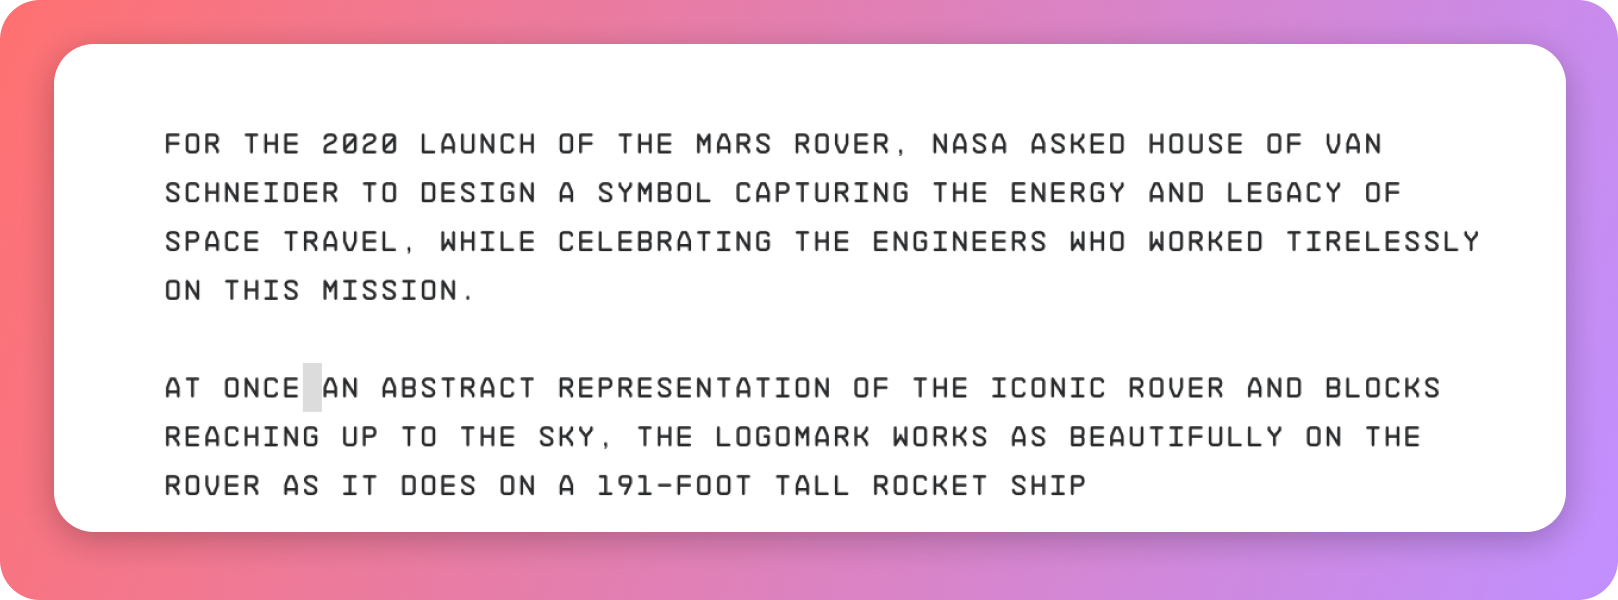 FOR THE 2020 LAUNCH OF THE MARS ROVER, NASA ASKED HOUSE OF VAN
SCHNEIDER TO DESIGN A SYMBOL CAPTURING THE ENERGY AND LEGACY OF
SPACE TRAVEL, WHILE CELEBRATING THE ENGINEERS WHO WORKED TIRELESSLY
ON THIS MISSION.
AT ONCE AN ABSTRACT REPRESENTATION OF THE ICONIC ROVER AND BLOCKS
REACHING UP TO THE SKY, THE LOGOMARK WORKS AS BEAUTIFULLY ON THE
ROVER AS IT DOES ON A 191-FOOT TALL ROCKET SHIP